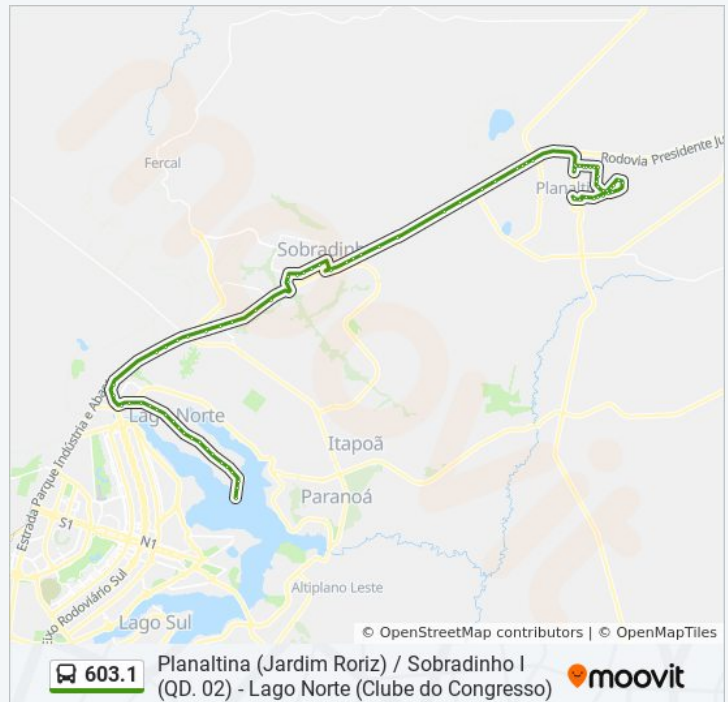 Fercal
Rodovia Presidente Ju
Planalti
Sobradinh
Estrada Parque Indústria e Abas
Lago Norte
Itapoã
Paranoá
S1
N1
Altiplano Leste
Eixo Rodoviário Sul
Lago Sul
© OpenStreetMap contributors | © OpenMapTiles
603.1
Planaltina (Jardim Roriz) / Sobradinho I
(QD. 02) - Lago Norte (Clube do Congresso)
moovit
moovit